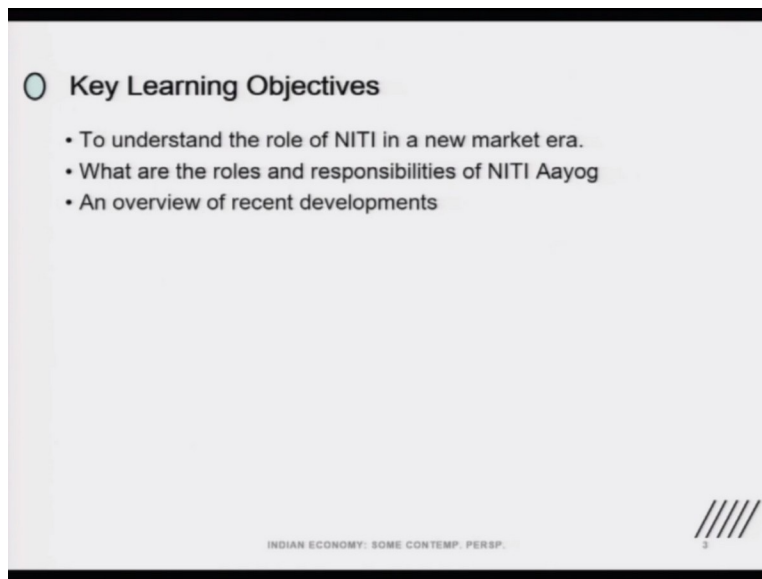 Key Learning Objectives
• To understand the role of NITI in a new market era.
• What are the roles and responsibilities of NITI Aayog
• An overview of recent developments
INDIAN ECONOMY: SOME CONTEMP. PERSP.
3